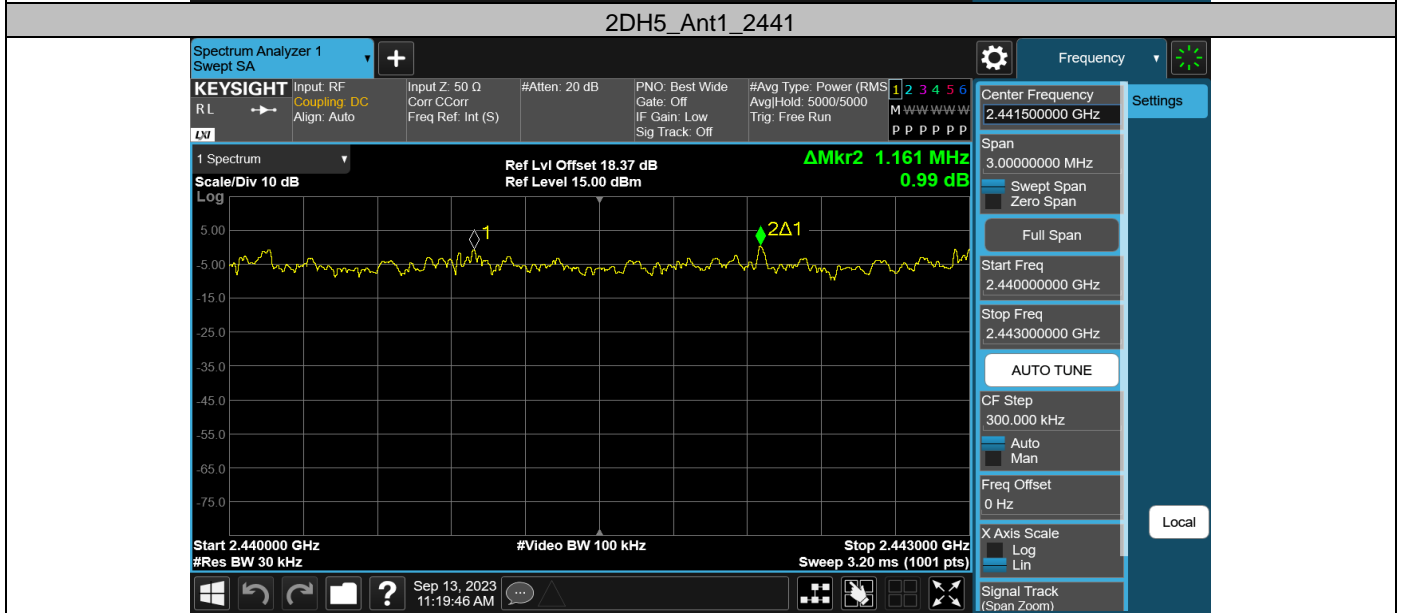 2DH5_Ant1_2441
Spectrum Analyzer 1
Swept SA
Frequency
KEYSIGHT
RL
LXI
Input: RF
Coupling: DC
Align: Auto
Input Z: 50 Ω
Corr CCorr
Freq Ref: Int (S)
#Atten: 20 dB
PNO: Best Wide
Gate: Off
IF Gain: Low
Sig Track: Off
#Avg Type: Power (RMS
Avg|Hold: 5000/5000
Trig: Free Run
1 2 3 4 5 6
M W W W W W
P P P P P P
1 Spectrum
Scale/Div 10 dB
Log
Ref Lvl Offset 18.37 dB
Ref Level 15.00 dBm
ΔMkr2 1.161 MHz
0.99 dB
1
2Δ1
5.00
-5.00
-15.0
-25.0
-35.0
-45.0
-55.0
-65.0
-75.0
Start 2.440000 GHz
#Res BW 30 kHz
#Video BW 100 kHz
Stop 2.443000 GHz
Sweep 3.20 ms (1001 pts)
Sep 13, 2023
11:19:46 AM
Center Frequency
2.441500000 GHz
Settings
Span
3.00000000 MHz
Swept Span
Zero Span
Full Span
Start Freq
2.440000000 GHz
Stop Freq
2.443000000 GHz
AUTO TUNE
CF Step
300.000 kHz
Auto
Man
Freq Offset
0 Hz
X Axis Scale
Log
Lin
Local
Signal Track
(Span Zoom)